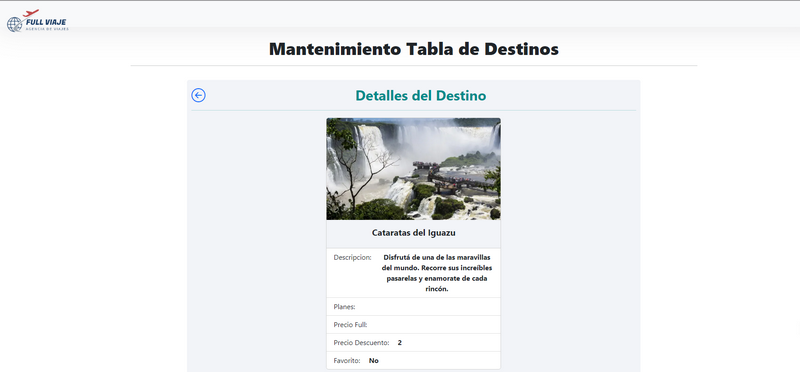 FULL VIAJE
AGENCIA DE VIAJES
Mantenimiento Tabla de Destinos
Detalles del Destino
Cataratas del Iguazu
Descripcion: Disfrutá de una de las maravillas
del mundo. Recorre sus increíbles
pasarelas y enamorate de cada
rincón.
Planes:
Precio Full:
Precio Descuento: 2
Favorito: No